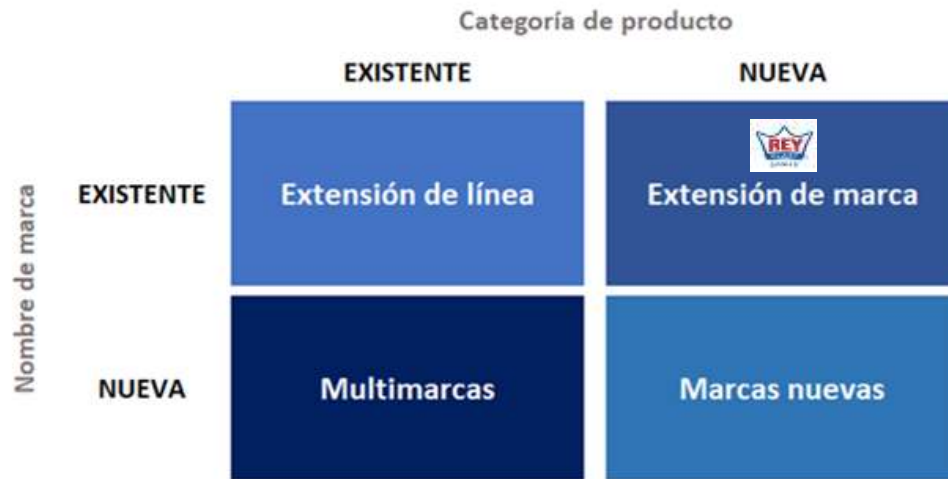 Categoría de producto
EXISTENTE NUEVA
Nombre de marca
EXISTENTE
Extensión de línea
REY
Extensión de marca
NUEVA
Multimarcas
Marcas nuevas